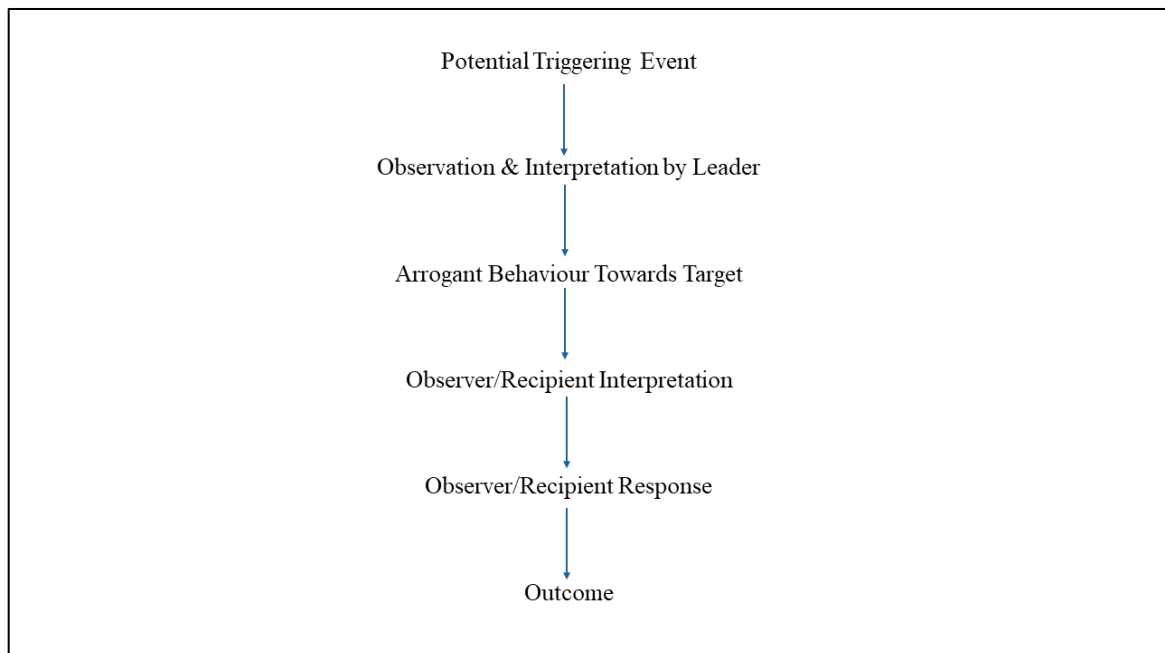 Potential Triggering Event
Observation & Interpretation by Leader
Arrogant Behaviour Towards Target
Observer/Recipient Interpretation
Observer/Recipient Response
Outcome